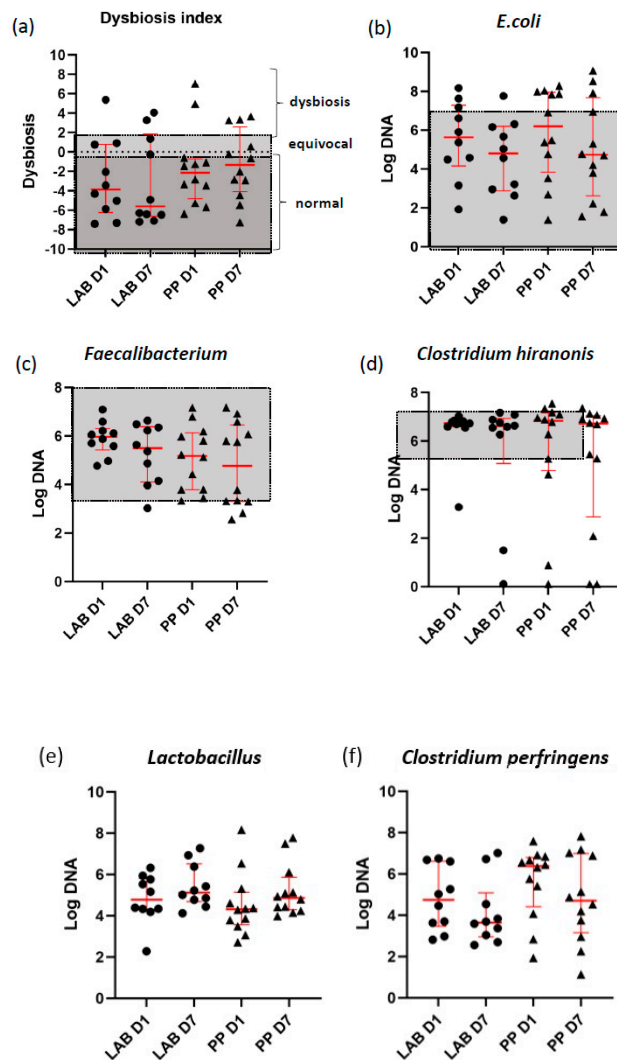 (a)
Dysbiosis index
Dysbiosis
10
8
6
4
2
0
-2
-4
-6
-8
-10
dysbiosis
equivocal
normal
LAB D1
LAB D7
PP D1
PP D7
(b)
E.coli
Log DNA
10
8
6
4
2
0
LAB D1
LAB D7
PP D1
PP D7
(c)
Faecalibacterium
Log DNA
8
6
4
2
0
LAB D1
LAB D7
PP D1
PP D7
(d)
Clostridium hiranonis
Log DNA
8
6
4
2
0
LAB D1
LAB D7
PP D1
PP D7
(e)
Lactobacillus
Log DNA
10
8
6
4
2
0
LAB D1
LAB D7
PP D1
PP D7
(f)
Clostridium perfringens
Log DNA
10
8
6
4
2
0
LAB D1
LAB D7
PP D1
PP D7